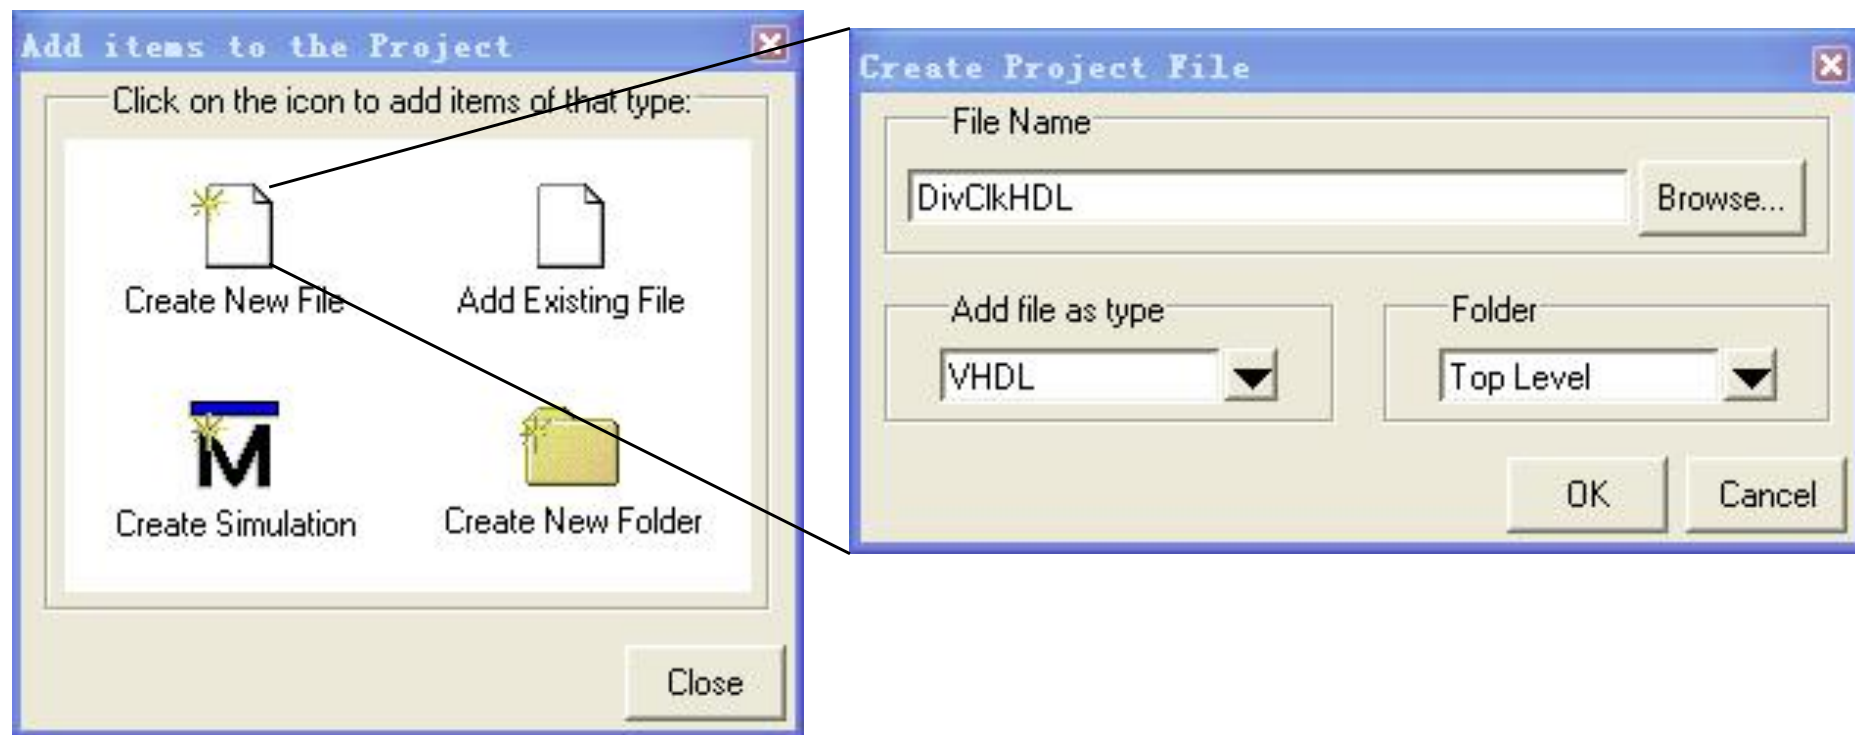 Add items to the Project
Click on the icon to add items of that type:
Create New File
Add Existing File
Create Simulation
Create New Folder
Close
Create Project File
File Name
DivClkHDL
Browse...
Add file as type
Folder
VHDL
Top Level
OK
Cancel